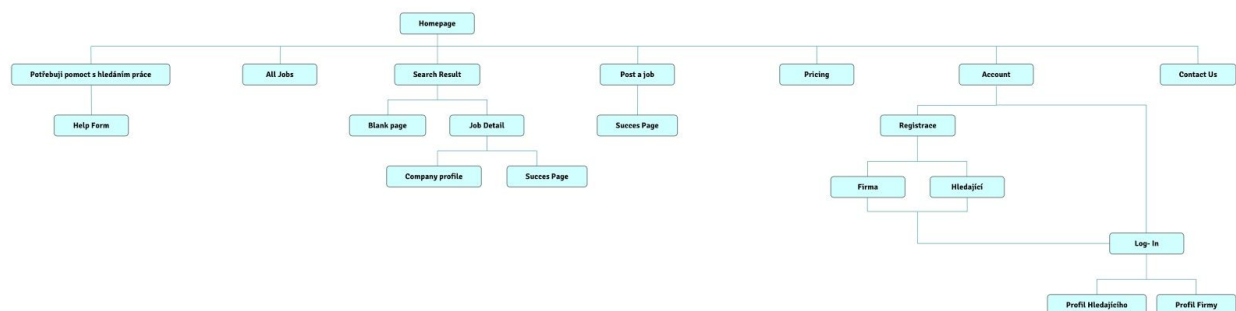 Homepage
Potřebuji pomoct s hledáním práce
All Jobs
Search Result
Post a job
Pricing
Account
Contact Us
Help Form
Blank page
Job Detail
Succes Page
Registrace
Company profile
Succes Page
Firma
Hledající
Log- In
Profil Hledajícího
Profil Firmy